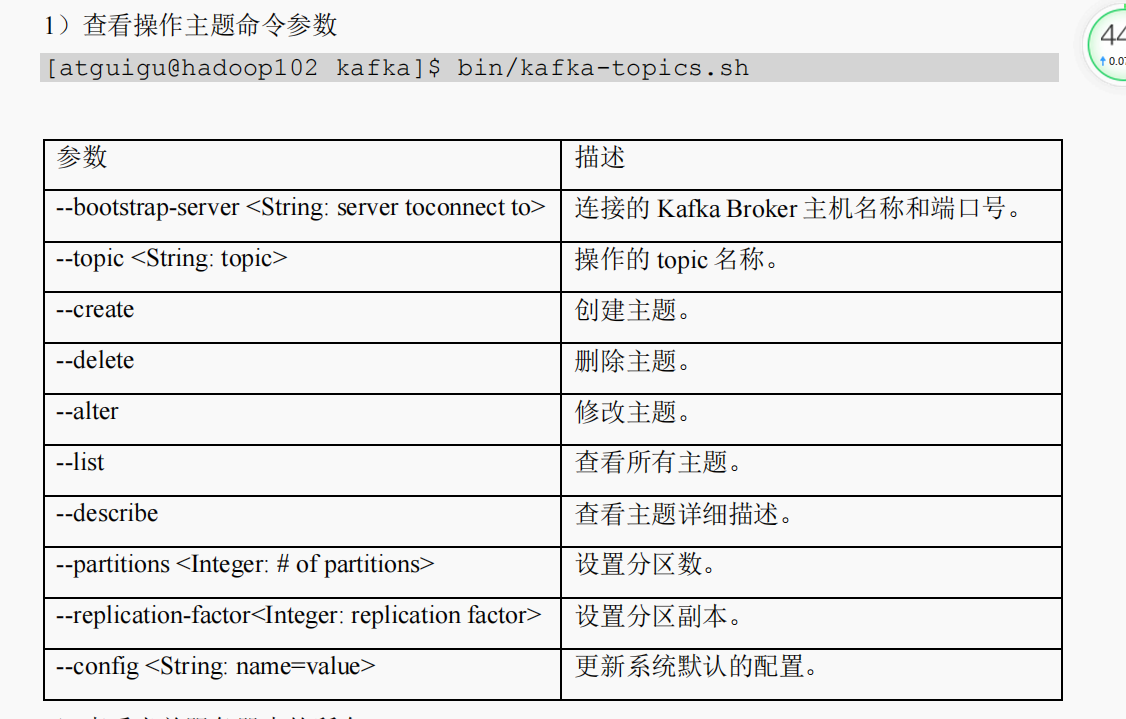 1）查看操作主题命令参数
[atguigu@hadoop102 kafka]$ bin/kafka-topics.sh
参数 描述
--bootstrap-server <String: server toconnect to> 连接的 Kafka Broker 主机名称和端口号。
--topic <String: topic> 操作的 topic 名称。
--create 创建主题。
--delete 删除主题。
--alter 修改主题。
--list 查看所有主题。
--describe 查看主题详细描述。
--partitions <Integer: # of partitions> 设置分区数。
--replication-factor<Integer: replication factor> 设置分区副本。
--config <String: name=value> 更新系统默认的配置。